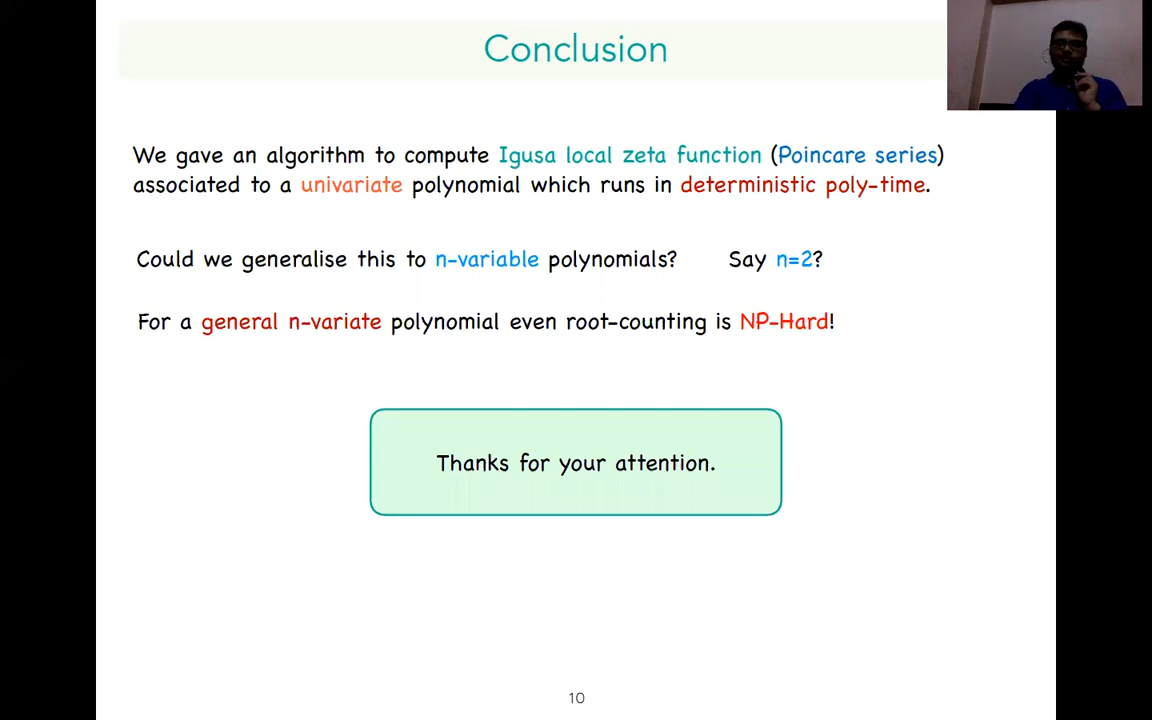 Conclusion
We gave an algorithm to compute Igusa local zeta function (Poincare series)
associated to a univariate polynomial which runs in deterministic poly-time.
Could we generalise this to n-variable polynomials? Say n=2?
For a general n-variate polynomial even root-counting is NP-Hard!
Thanks for your attention.
10